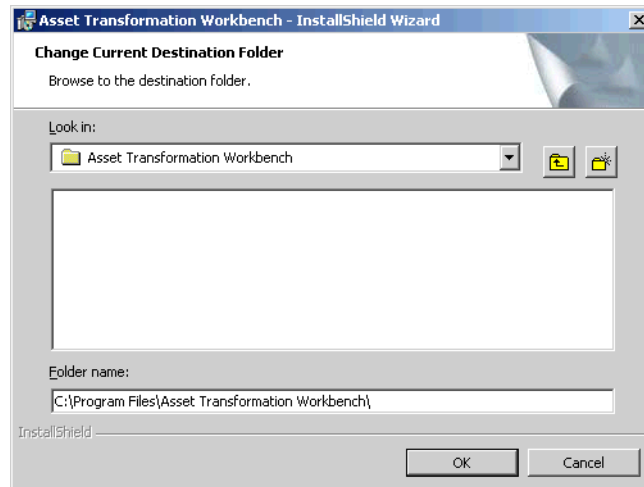 Asset Transformation Workbench - InstallShield Wizard
Change Current Destination Folder
Browse to the destination folder.
Look in:
Asset Transformation Workbench
Folder name:
C:\Program Files\Asset Transformation Workbench\
InstallShield
OK Cancel